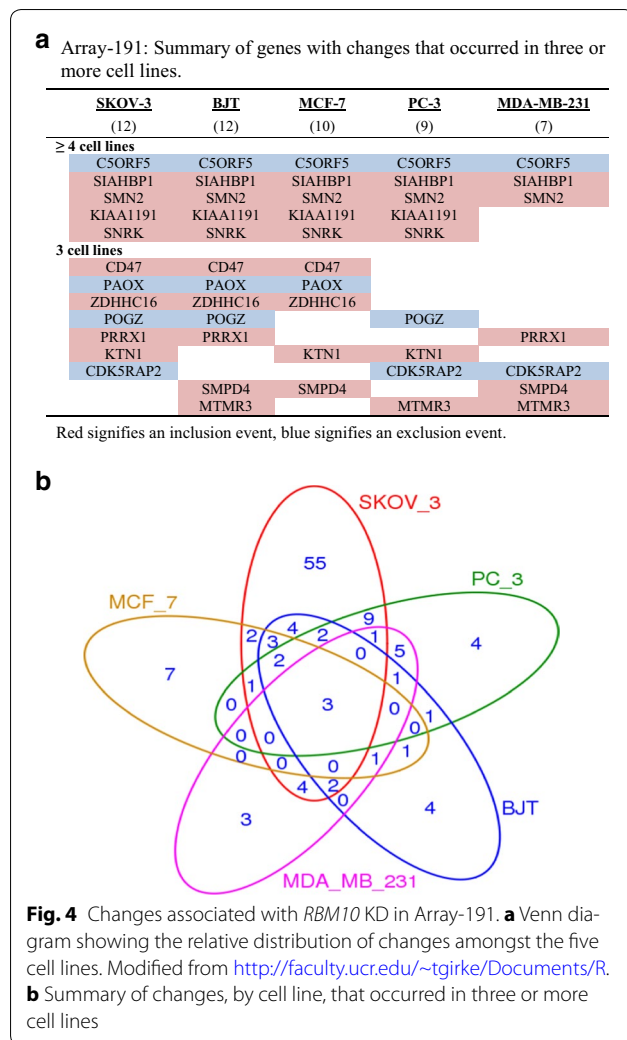 a Array-191: Summary of genes with changes that occurred in three or
more cell lines.
SKOV-3 BJT MCF-7 PC-3 MDA-MB-231
(12) (12) (10) (9) (7)
≥ 4 cell lines
C5ORF5 C5ORF5 C5ORF5 C5ORF5 C5ORF5
SIAHBP1 SIAHBP1 SIAHBP1 SIAHBP1 SIAHBP1
SMN2 SMN2 SMN2 SMN2 SMN2
KIAA1191 KIAA1191 KIAA1191 KIAA1191
SNRK SNRK SNRK SNRK
3 cell lines
CD47 CD47 CD47
PAOX PAOX PAOX
ZDHHC16 ZDHHC16 ZDHHC16
POGZ POGZ POGZ
PRRX1 PRRX1 PRRX1
KTN1 KTN1 KTN1
CDK5RAP2 CDK5RAP2 CDK5RAP2
SMPD4 SMPD4 SMPD4
MTMR3 MTMR3 MTMR3
Red signifies an inclusion event, blue signifies an exclusion event.
b
SKOV_3
55
PC_3
MCF_7
9
4
2 3 4 2 1 5 4
2 0
7
1 1
0 3 0 1
0 0 0
0 0 0 1 1
4 2
0 4
3
BJT
MDA_MB_231
Fig. 4 Changes associated with RBM10 KD in Array-191. a Venn dia-
gram showing the relative distribution of changes amongst the five
cell lines. Modified from http://faculty.ucr.edu/~tgirke/Documents/R.
b Summary of changes, by cell line, that occurred in three or more
cell lines